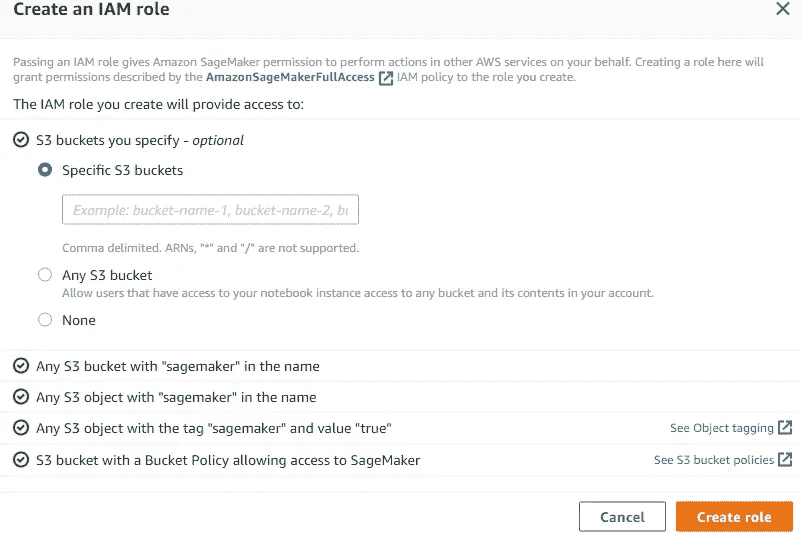 Create an IAM role
Passing an IAM role gives Amazon SageMaker permission to perform actions in other AWS services on your behalf. Creating a role here will
grant permissions described by the AmazonSageMakerFullAccess IAM policy to the role you create.
The IAM role you create will provide access to:
S3 buckets you specify - optional
Specific S3 buckets
Example: bucket-name-1, bucket-name-2, bu
Comma delimited. ARNs, "*" and "/" are not supported.
Any S3 bucket
Allow users that have access to your notebook instance access to any bucket and its contents in your account.
None
Any S3 bucket with "sagemaker" in the name
Any S3 object with "sagemaker" in the name
Any S3 object with the tag "sagemaker" and value "true" See Object tagging
S3 bucket with a Bucket Policy allowing access to SageMaker See S3 bucket policies
Cancel Create role